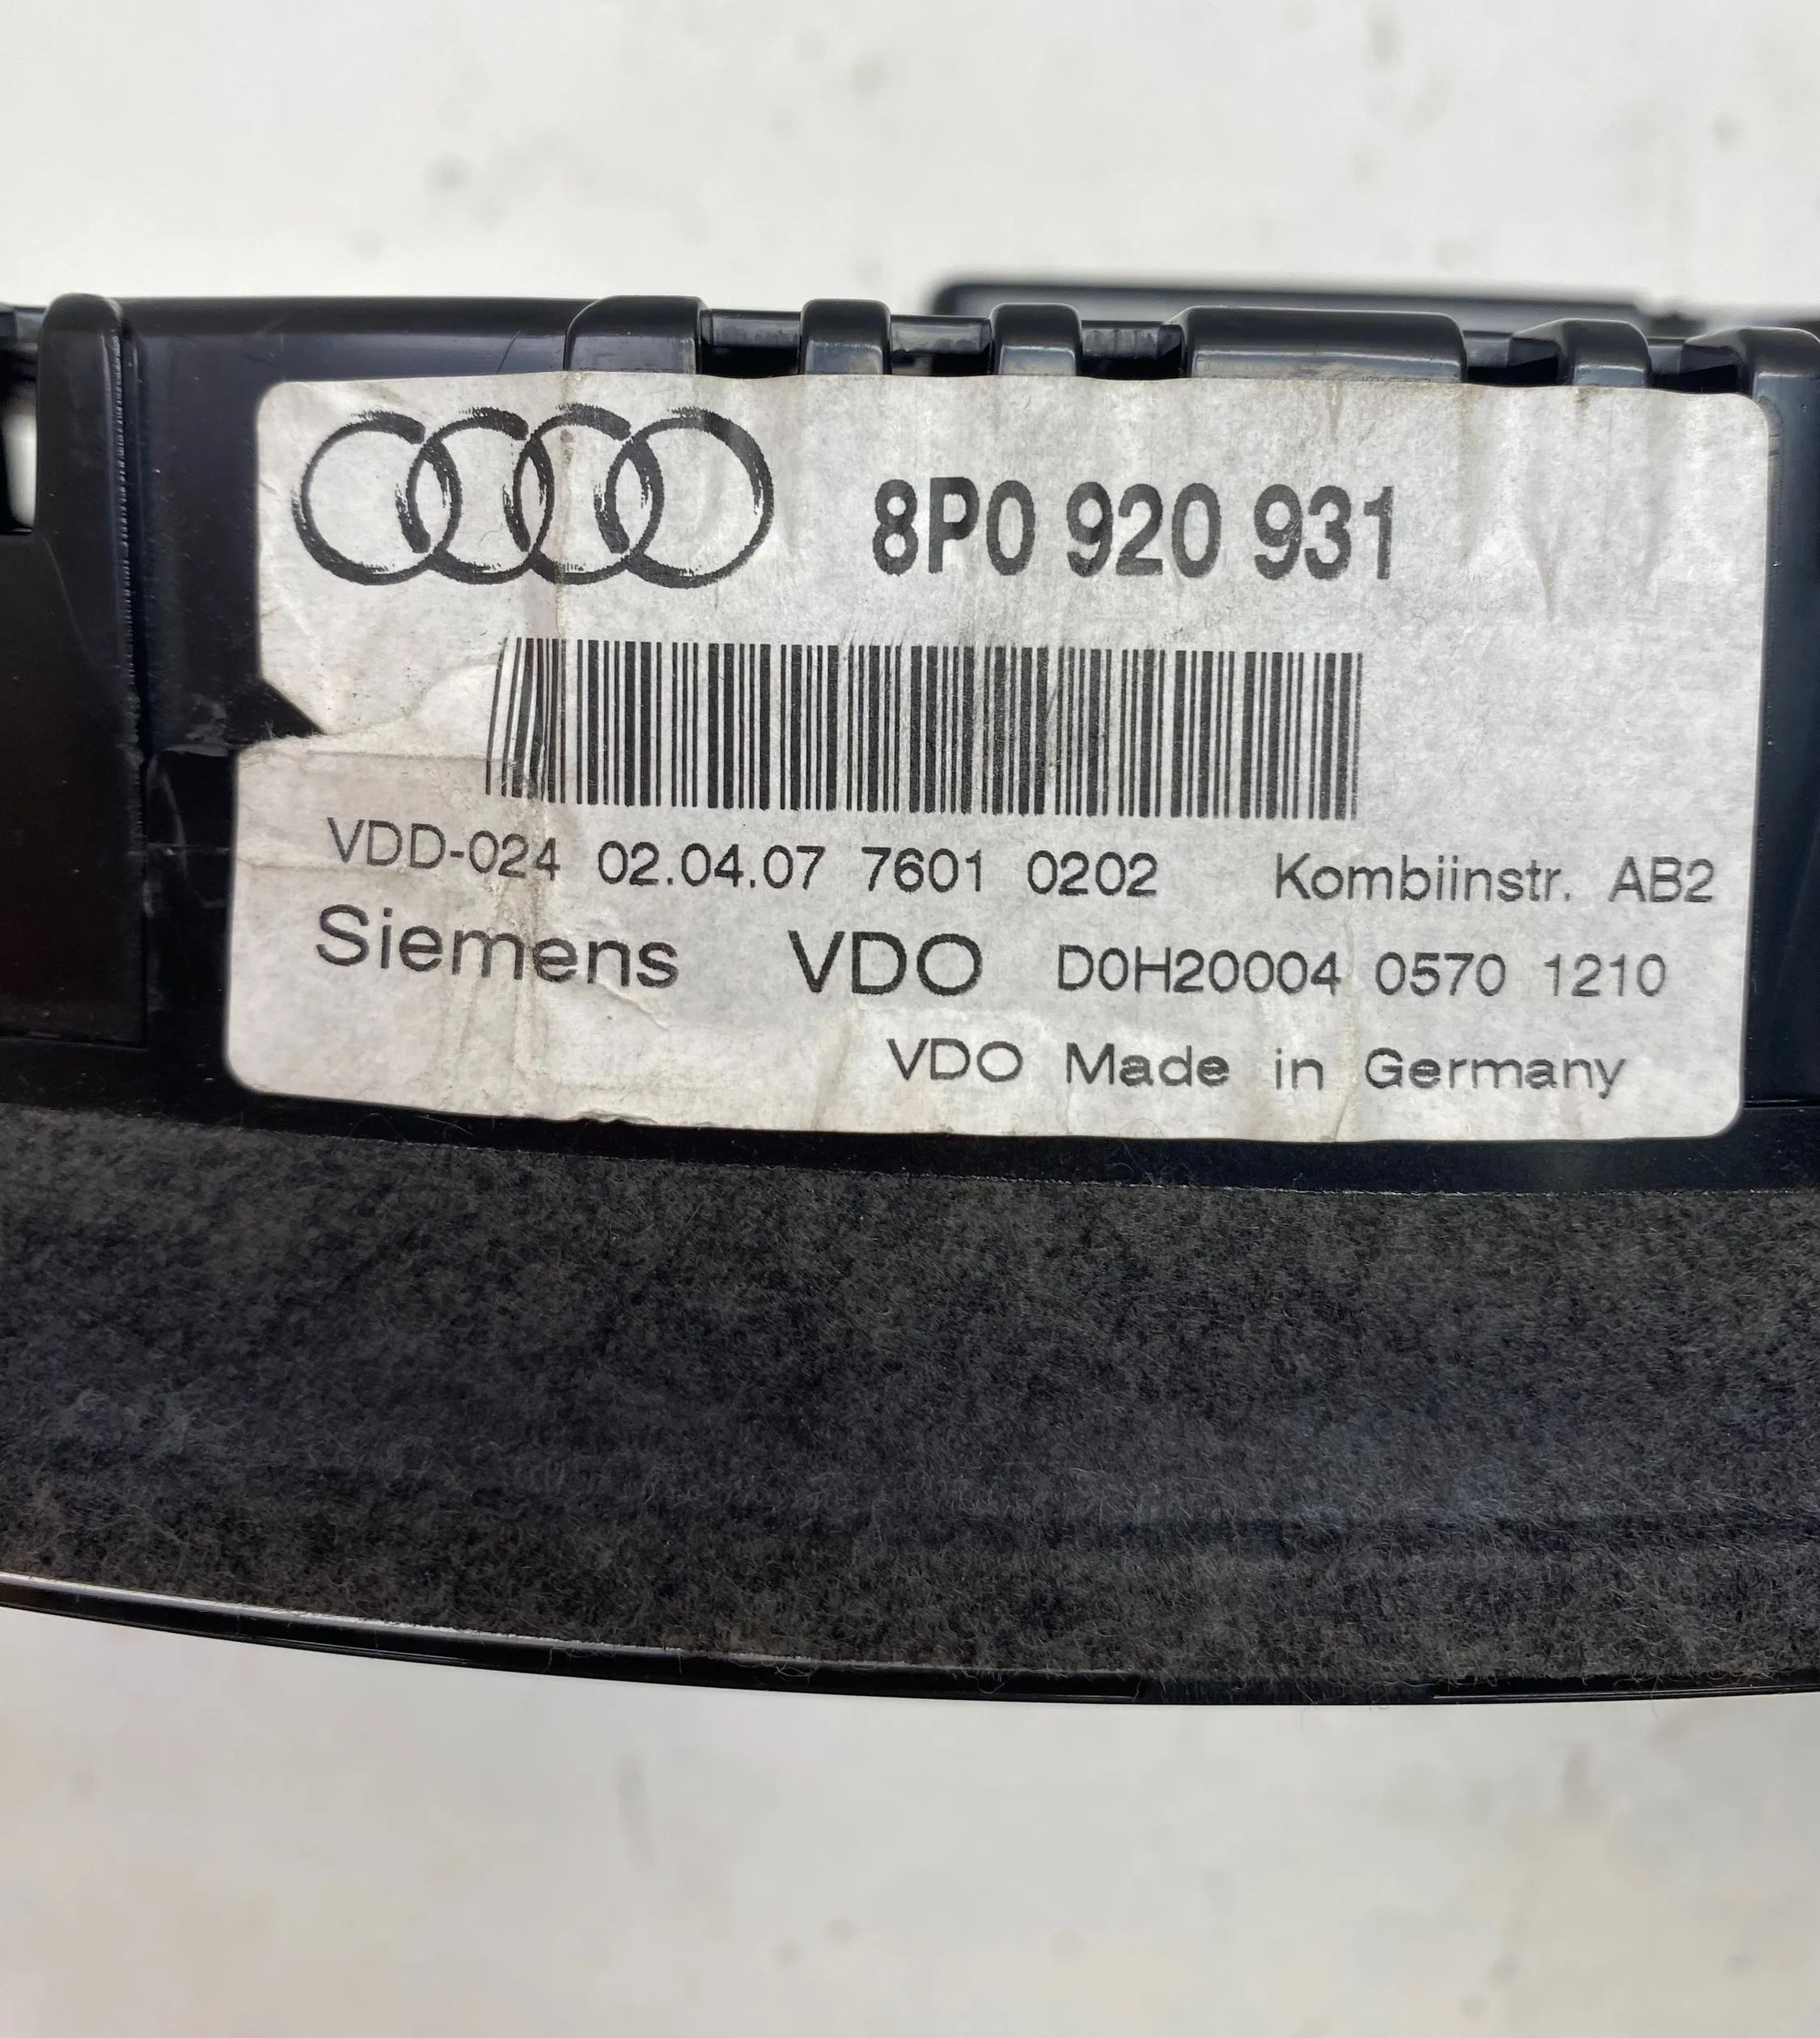 8P0 920 931
VDD-024 02.04.07 7601 0202 Kombiinstr. AB2
Siemens VDO D0H20004 0570 1210
VDO Made in Germany